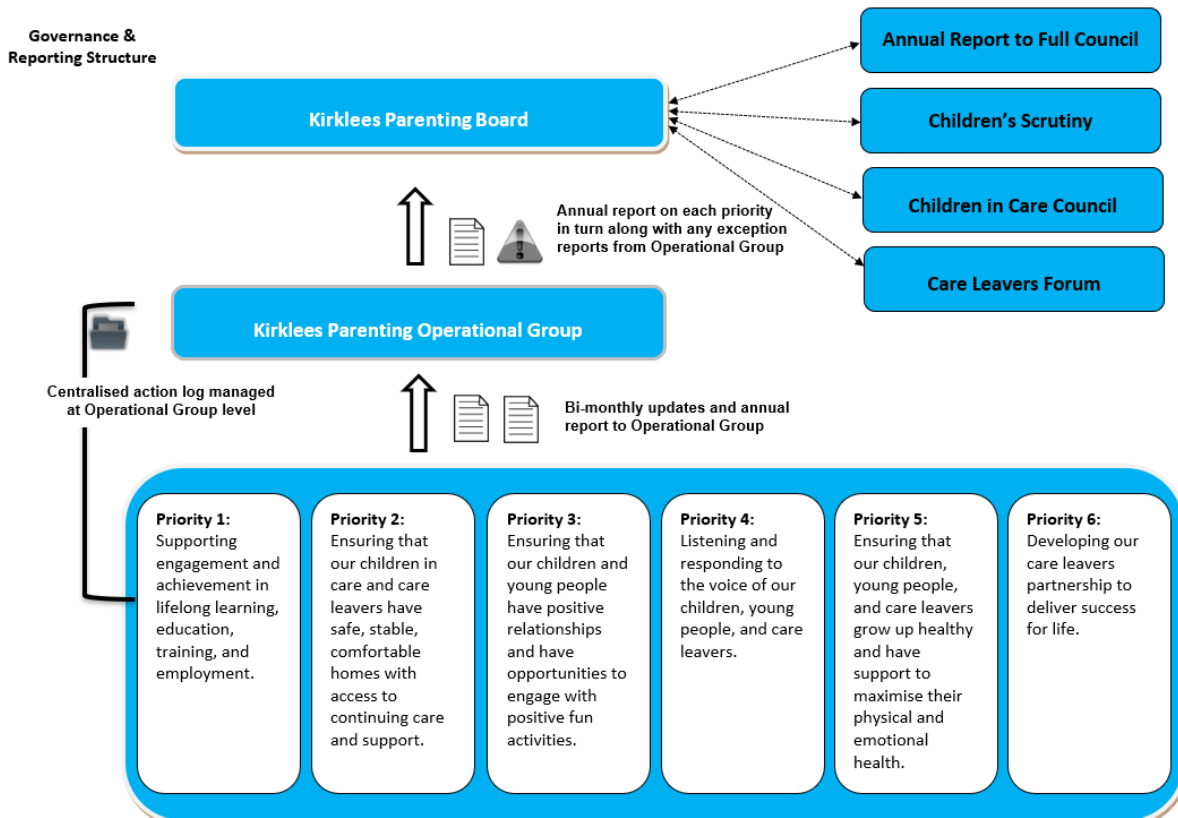 Governance &
Reporting Structure
Kirklees Parenting Board
Annual Report to Full Council
Children’s Scrutiny
Children in Care Council
Care Leavers Forum
Annual report on each priority
in turn along with any exception
reports from Operational Group
Kirklees Parenting Operational Group
Centralised action log managed
at Operational Group level
Bi-monthly updates and annual
report to Operational Group
Priority 1:
Supporting
engagement and
achievement in
lifelong learning,
education,
training, and
employment.
Priority 2:
Ensuring that
our children in
care and care
leavers have
safe, stable,
comfortable
homes with
access to
continuing care
and support.
Priority 3:
Ensuring that
our children and
young people
have positive
relationships
and have
opportunities to
engage with
positive fun
activities.
Priority 4:
Listening and
responding to
the voice of our
children, young
people, and care
leavers.
Priority 5:
Ensuring that
our children,
young people,
and care leavers
grow up healthy
and have
support to
maximise their
physical and
emotional
health.
Priority 6:
Developing our
care leavers
partnership to
deliver success
for life.